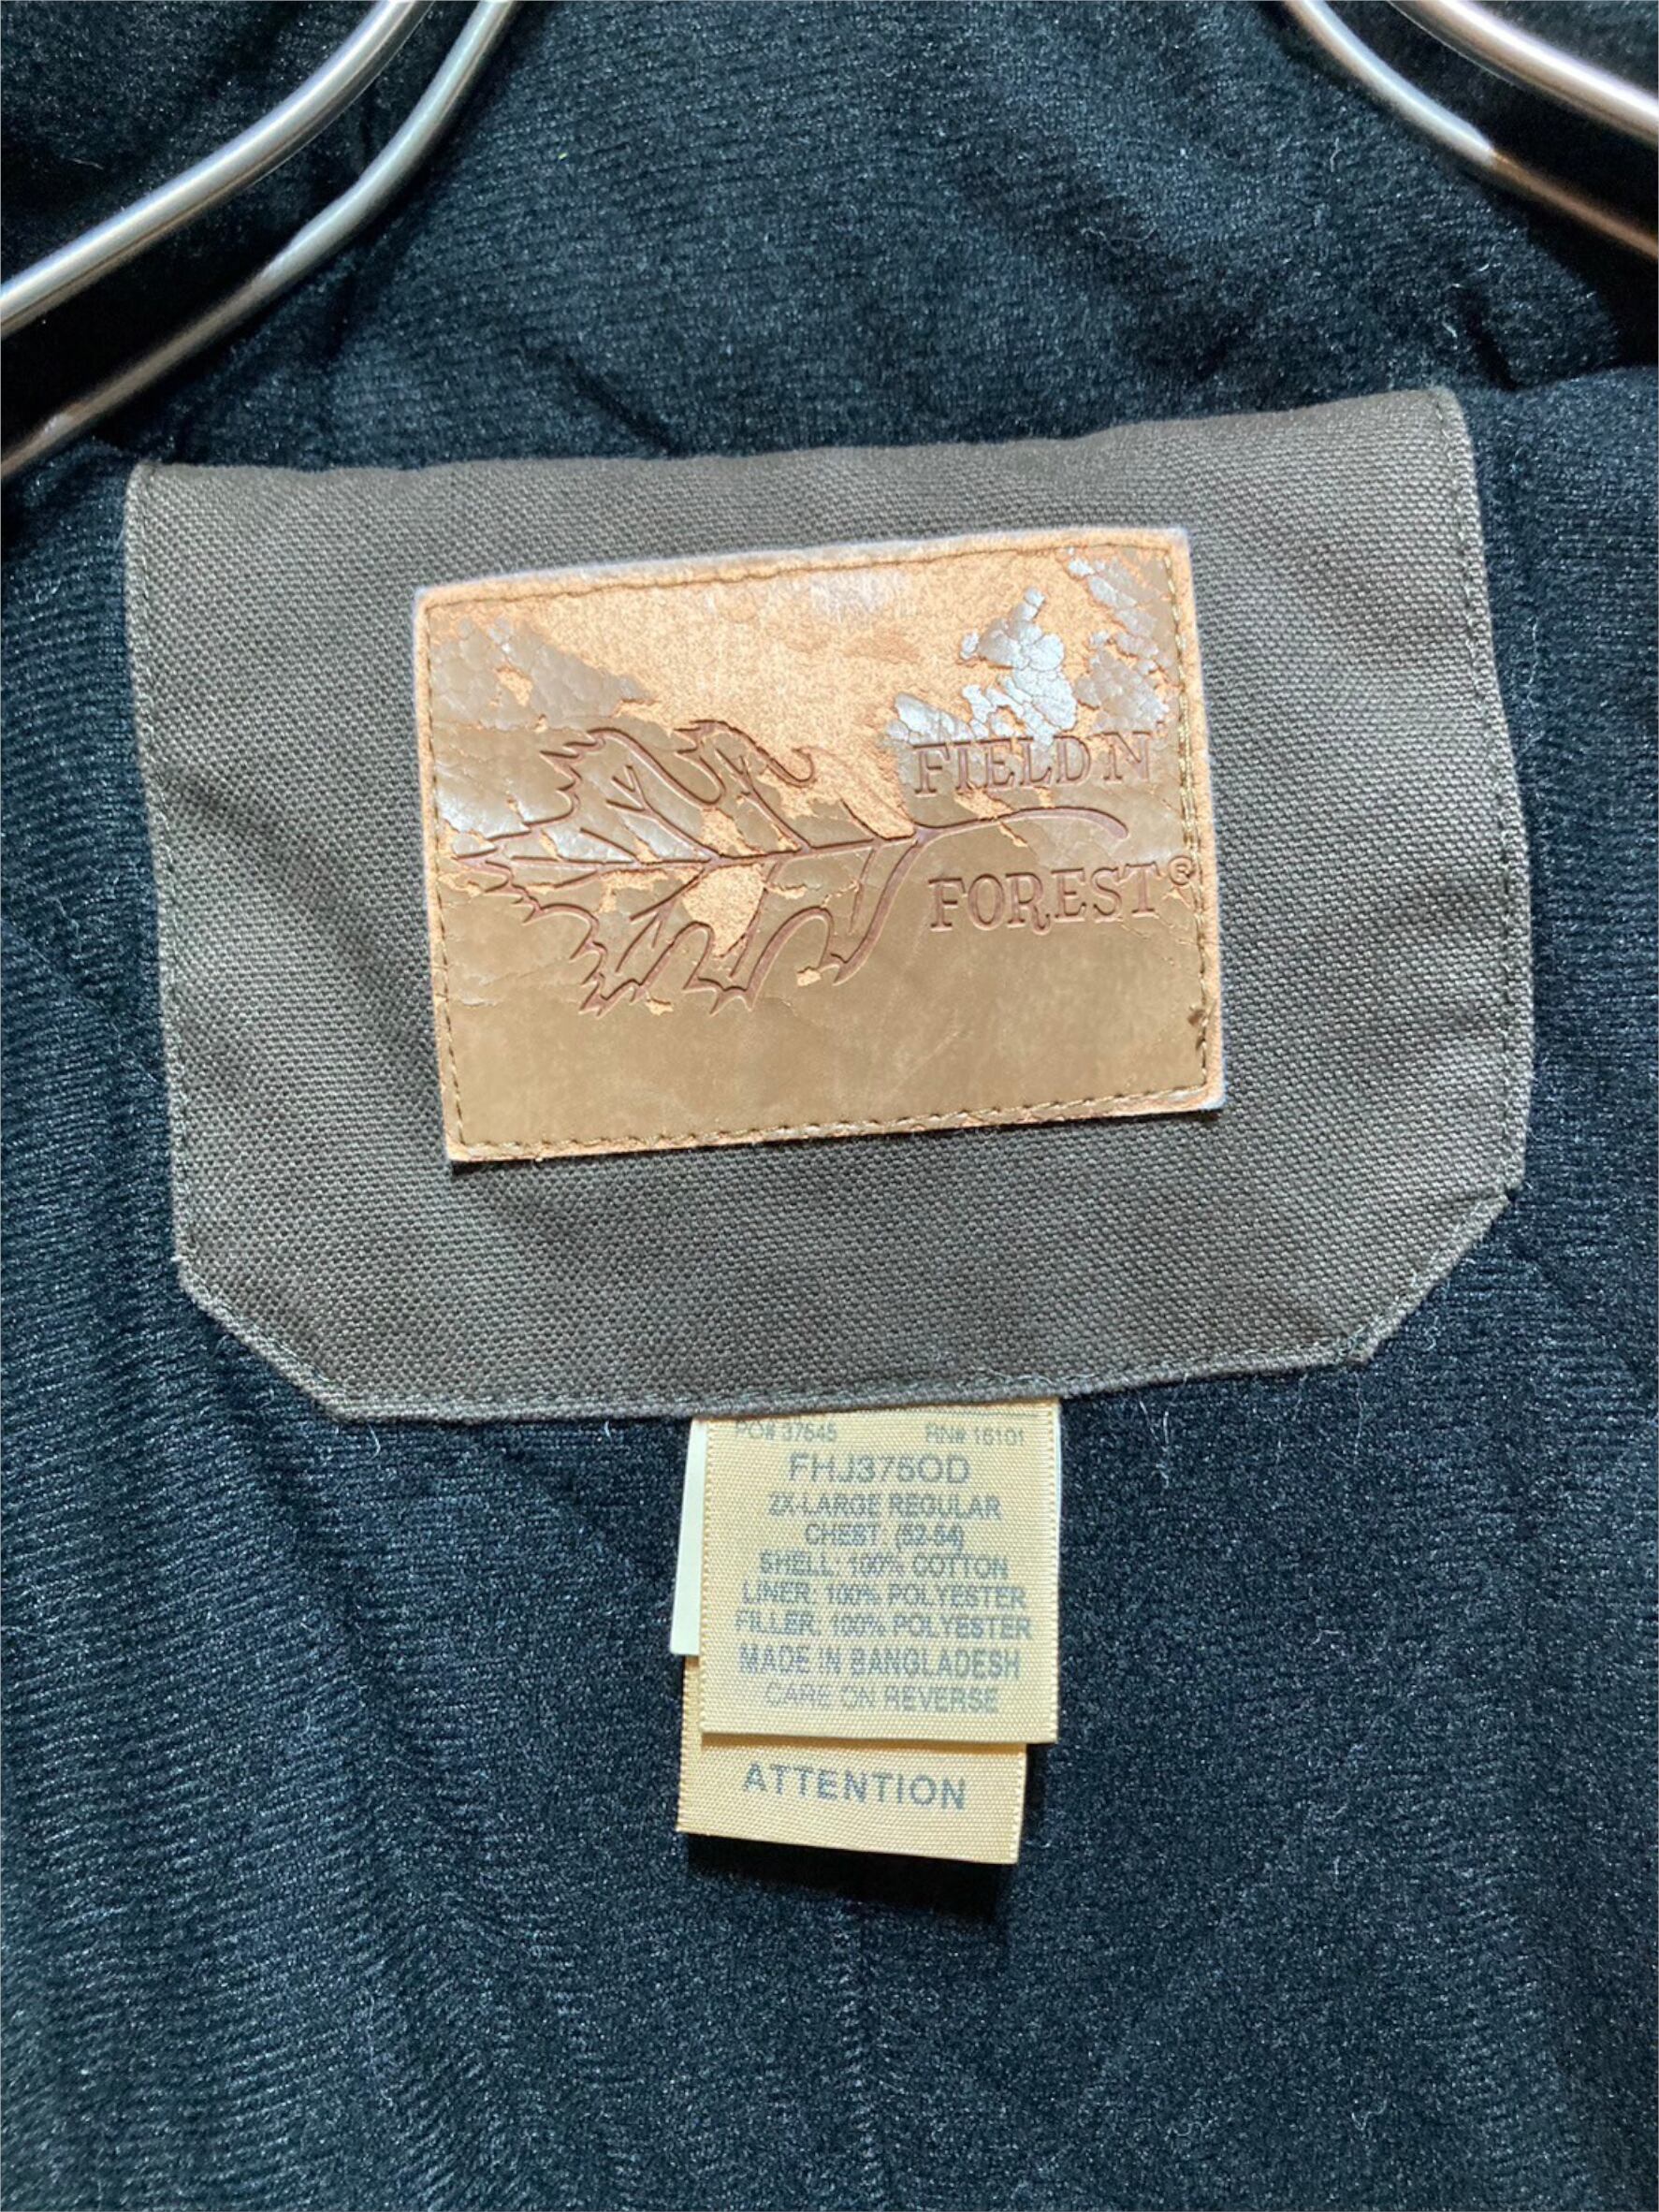 FIELD N
FOREST®
PO# 37545 RN# 16101
FHJ375OD
2X-LARGE REGULAR
CHEST: (52-54)
SHELL: 100% COTTON
LINER: 100% POLYESTER
FILLER: 100% POLYESTER
MADE IN BANGLADESH
CARE ON REVERSE
ATTENTION